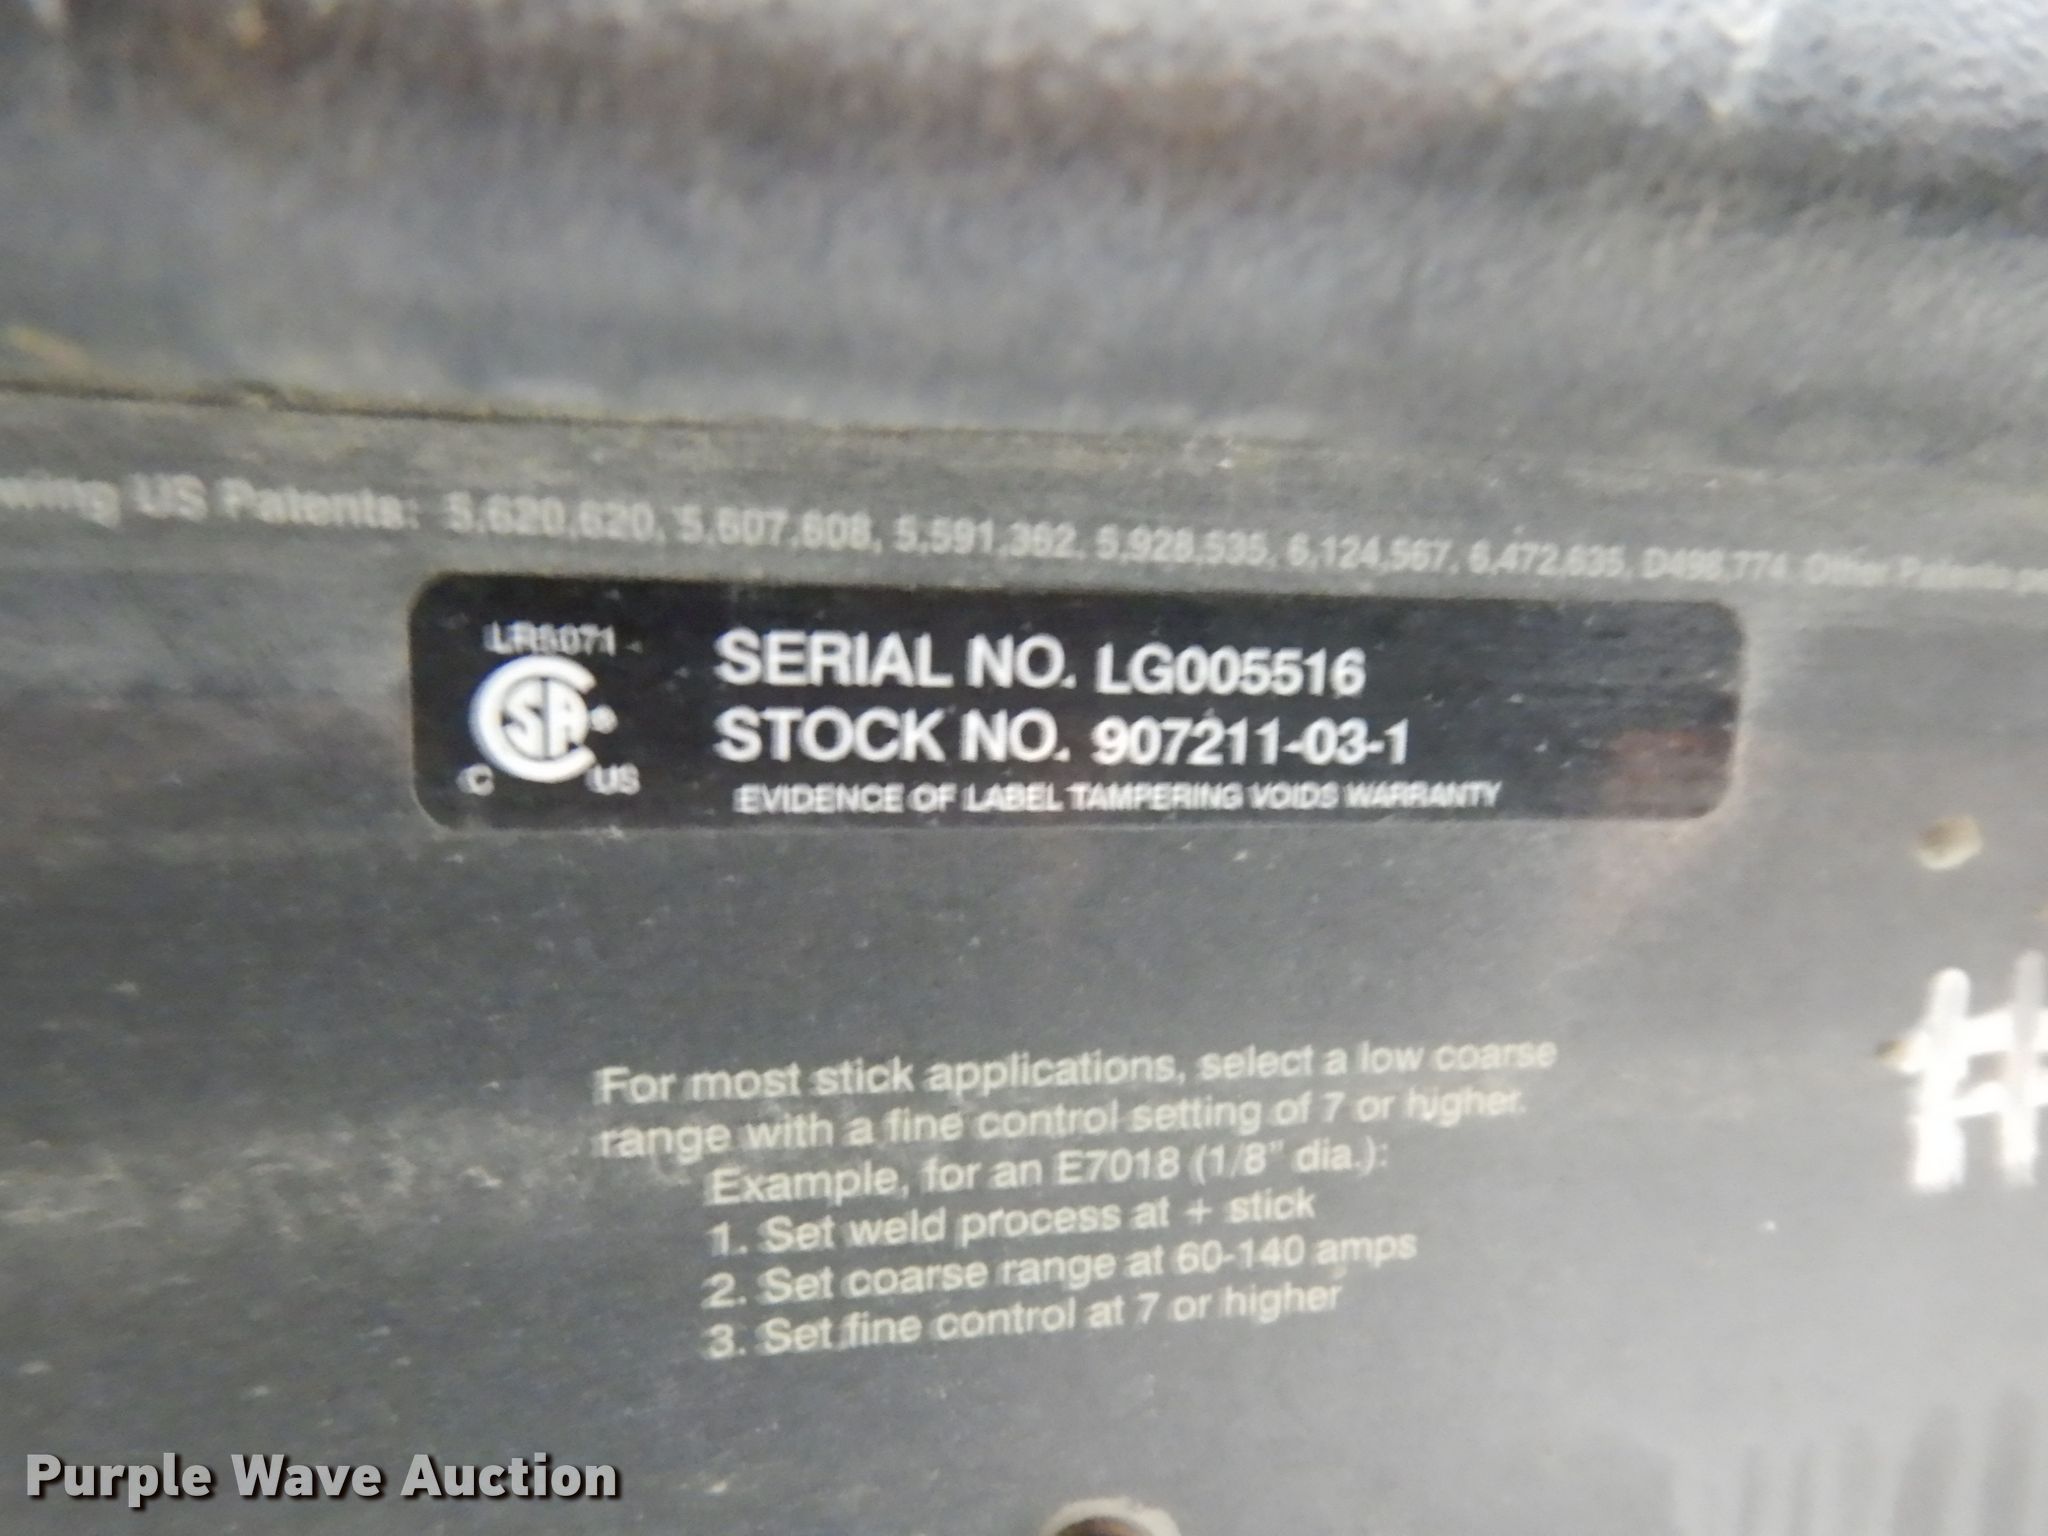 wing US Patents: 5,620,620, 5,607,608, 5,591,362, 5,928,535, 6,124,567, 6,472,635, D498,774 Other Patents
LR5071
CSA®
C US
SERIAL NO. LG005516
STOCK NO. 907211-03-1
EVIDENCE OF LABEL TAMPERING VOIDS WARRANTY
For most stick applications, select a low coarse
range with a fine control setting of 7 or higher.
Example, for an E7018 (1/8" dia.):
1. Set weld process at + stick
2. Set coarse range at 60-140 amps
3. Set fine control at 7 or higher
Purple Wave Auction